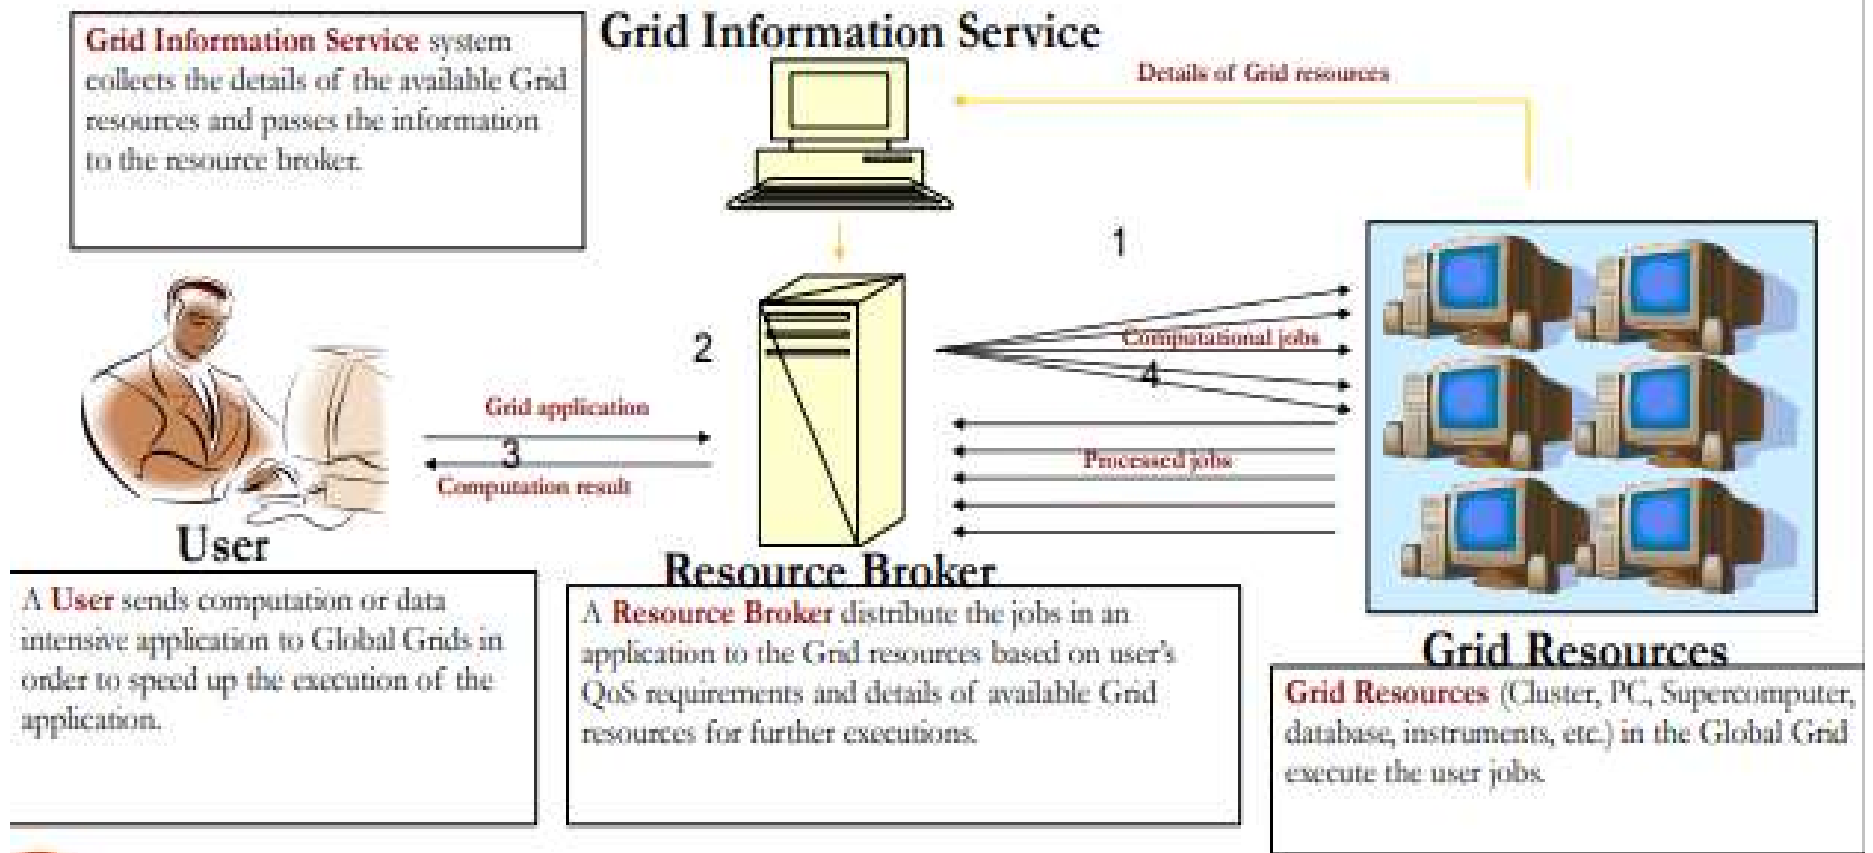 Grid Information Service system
collects the details of the available Grid
resources and passes the information
to the resource broker.
Grid Information Service
Details of Grid resources
1
2
Computational jobs
4
Grid application
3
Computation result
Processed jobs
User
A User sends computation or data
intensive application to Global Grids in
order to speed up the execution of the
application.
Resource Broker
A Resource Broker distribute the jobs in an
application to the Grid resources based on user's
QoS requirements and details of available Grid
resources for further executions.
Grid Resources
Grid Resources (Cluster, PC, Supercomputer,
database, instruments, etc.) in the Global Grid
execute the user jobs.